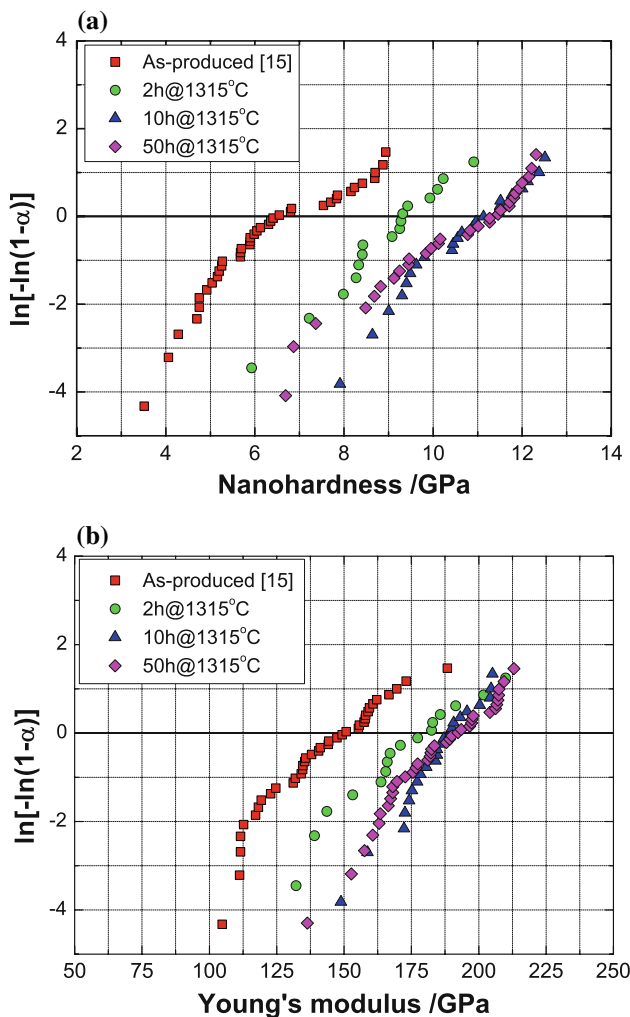 (a)
4
2
0
-2
-4
ln[-ln(1-α)]
As-produced [15]
2h@1315°C
10h@1315°C
50h@1315°C
2 4 6 8 10 12 14
Nanohardness /GPa
(b)
4
2
0
-2
-4
ln[-ln(1-α)]
As-produced [15]
2h@1315°C
10h@1315°C
50h@1315°C
50 75 100 125 150 175 200 225 250
Young's modulus /GPa